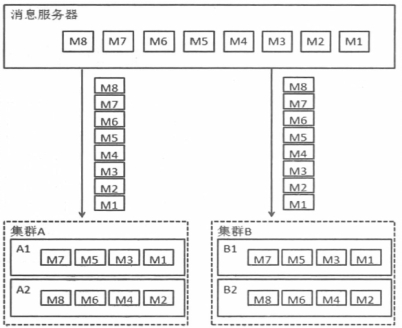 消息服务器
M8 M7 M6 M5 M4 M3 M2 M1
M8 M8
M7 M7
M6 M6
M5 M5
M4 M4
M3 M3
M2 M2
M1 M1
集群A 集群B
A1 B1
M7 M5 M3 M1 M7 M5 M3 M1
A2 B2
M8 M6 M4 M2 M8 M6 M4 M2